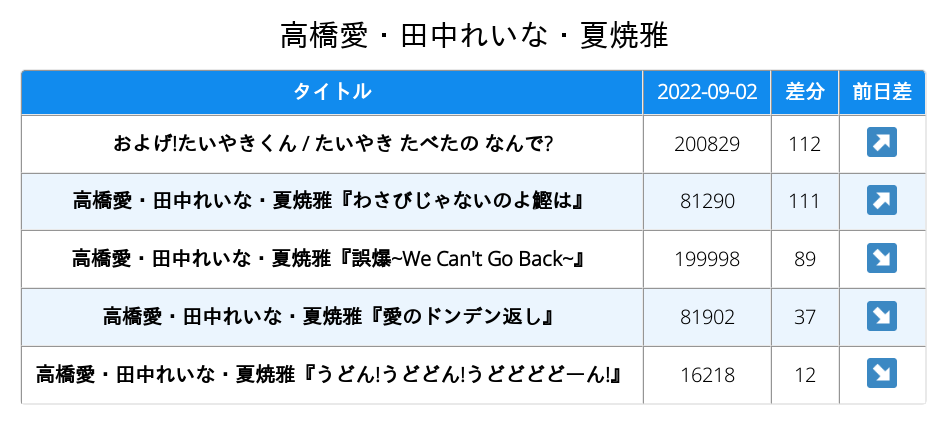 高橋愛・田中れいな・夏焼雅
タイトル 2022-09-02 差分 前日差
およげ!たいやきくん / たいやき たべたの なんで? 200829 112 ↗
高橋愛・田中れいな・夏焼雅『わさびじゃないのよ鰹は』 81290 111 ↗
高橋愛・田中れいな・夏焼雅『誤爆~We Can't Go Back~』 199998 89 ↘
高橋愛・田中れいな・夏焼雅『愛のドンデン返し』 81902 37 ↘
高橋愛・田中れいな・夏焼雅『うどん!うどどん!うどどどどーん!』 16218 12 ↘